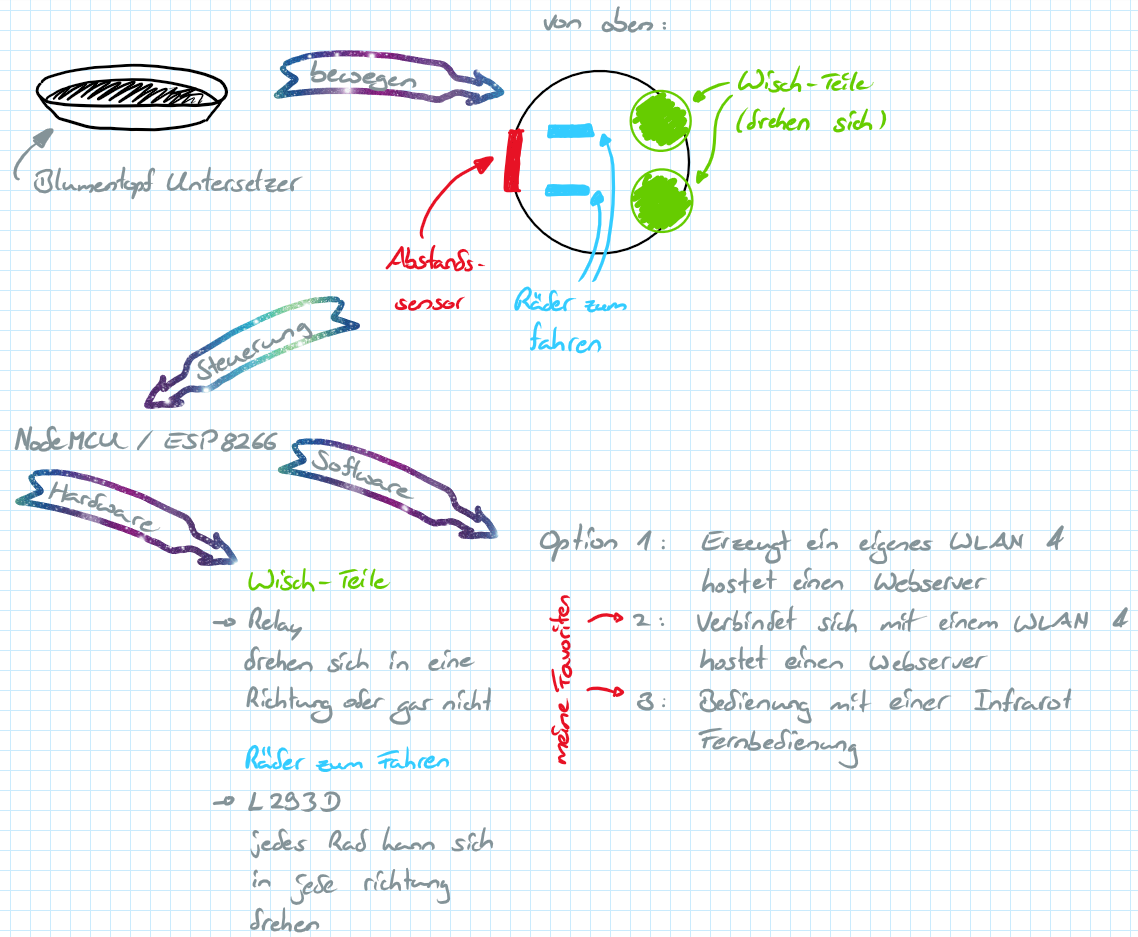 von oben:
bewegen
Wisch-Teile
(drehen sich)
Blumentopf Untersetzer
Abstands-
sensor
Räder zum
fahren
Steuerung
NodeMCU / ESP8266
Hardware
Software
Wisch-Teile
→ Relay
drehen sich in eine
Richtung oder gar nicht
Räder zum Fahren
→ L293D
jedes Rad kann sich
in jede richtung
drehen
Option 1: Erzeugt ein eigenes WLAN &
hostet einen Webserver
2: Verbindet sich mit einem WLAN &
hostet einen Webserver
3: Bedienung mit einer Infrarot
Fernbedienung
meine Favoriten